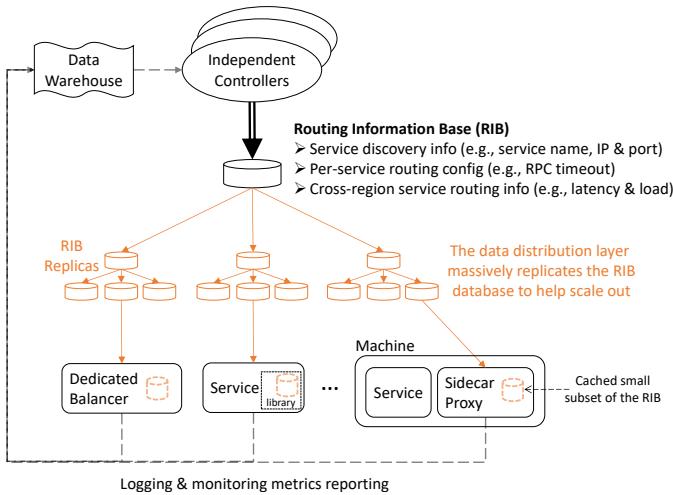 Data
Warehouse
Independent
Controllers
Routing Information Base (RIB)
➢ Service discovery info (e.g., service name, IP & port)
➢ Per-service routing config (e.g., RPC timeout)
➢ Cross-region service routing info (e.g., latency & load)
RIB
Replicas
The data distribution layer
massively replicates the RIB
database to help scale out
Machine
Dedicated
Balancer
Service
library
...
Service
Sidecar
Proxy
Cached small
subset of the RIB
Logging & monitoring metrics reporting